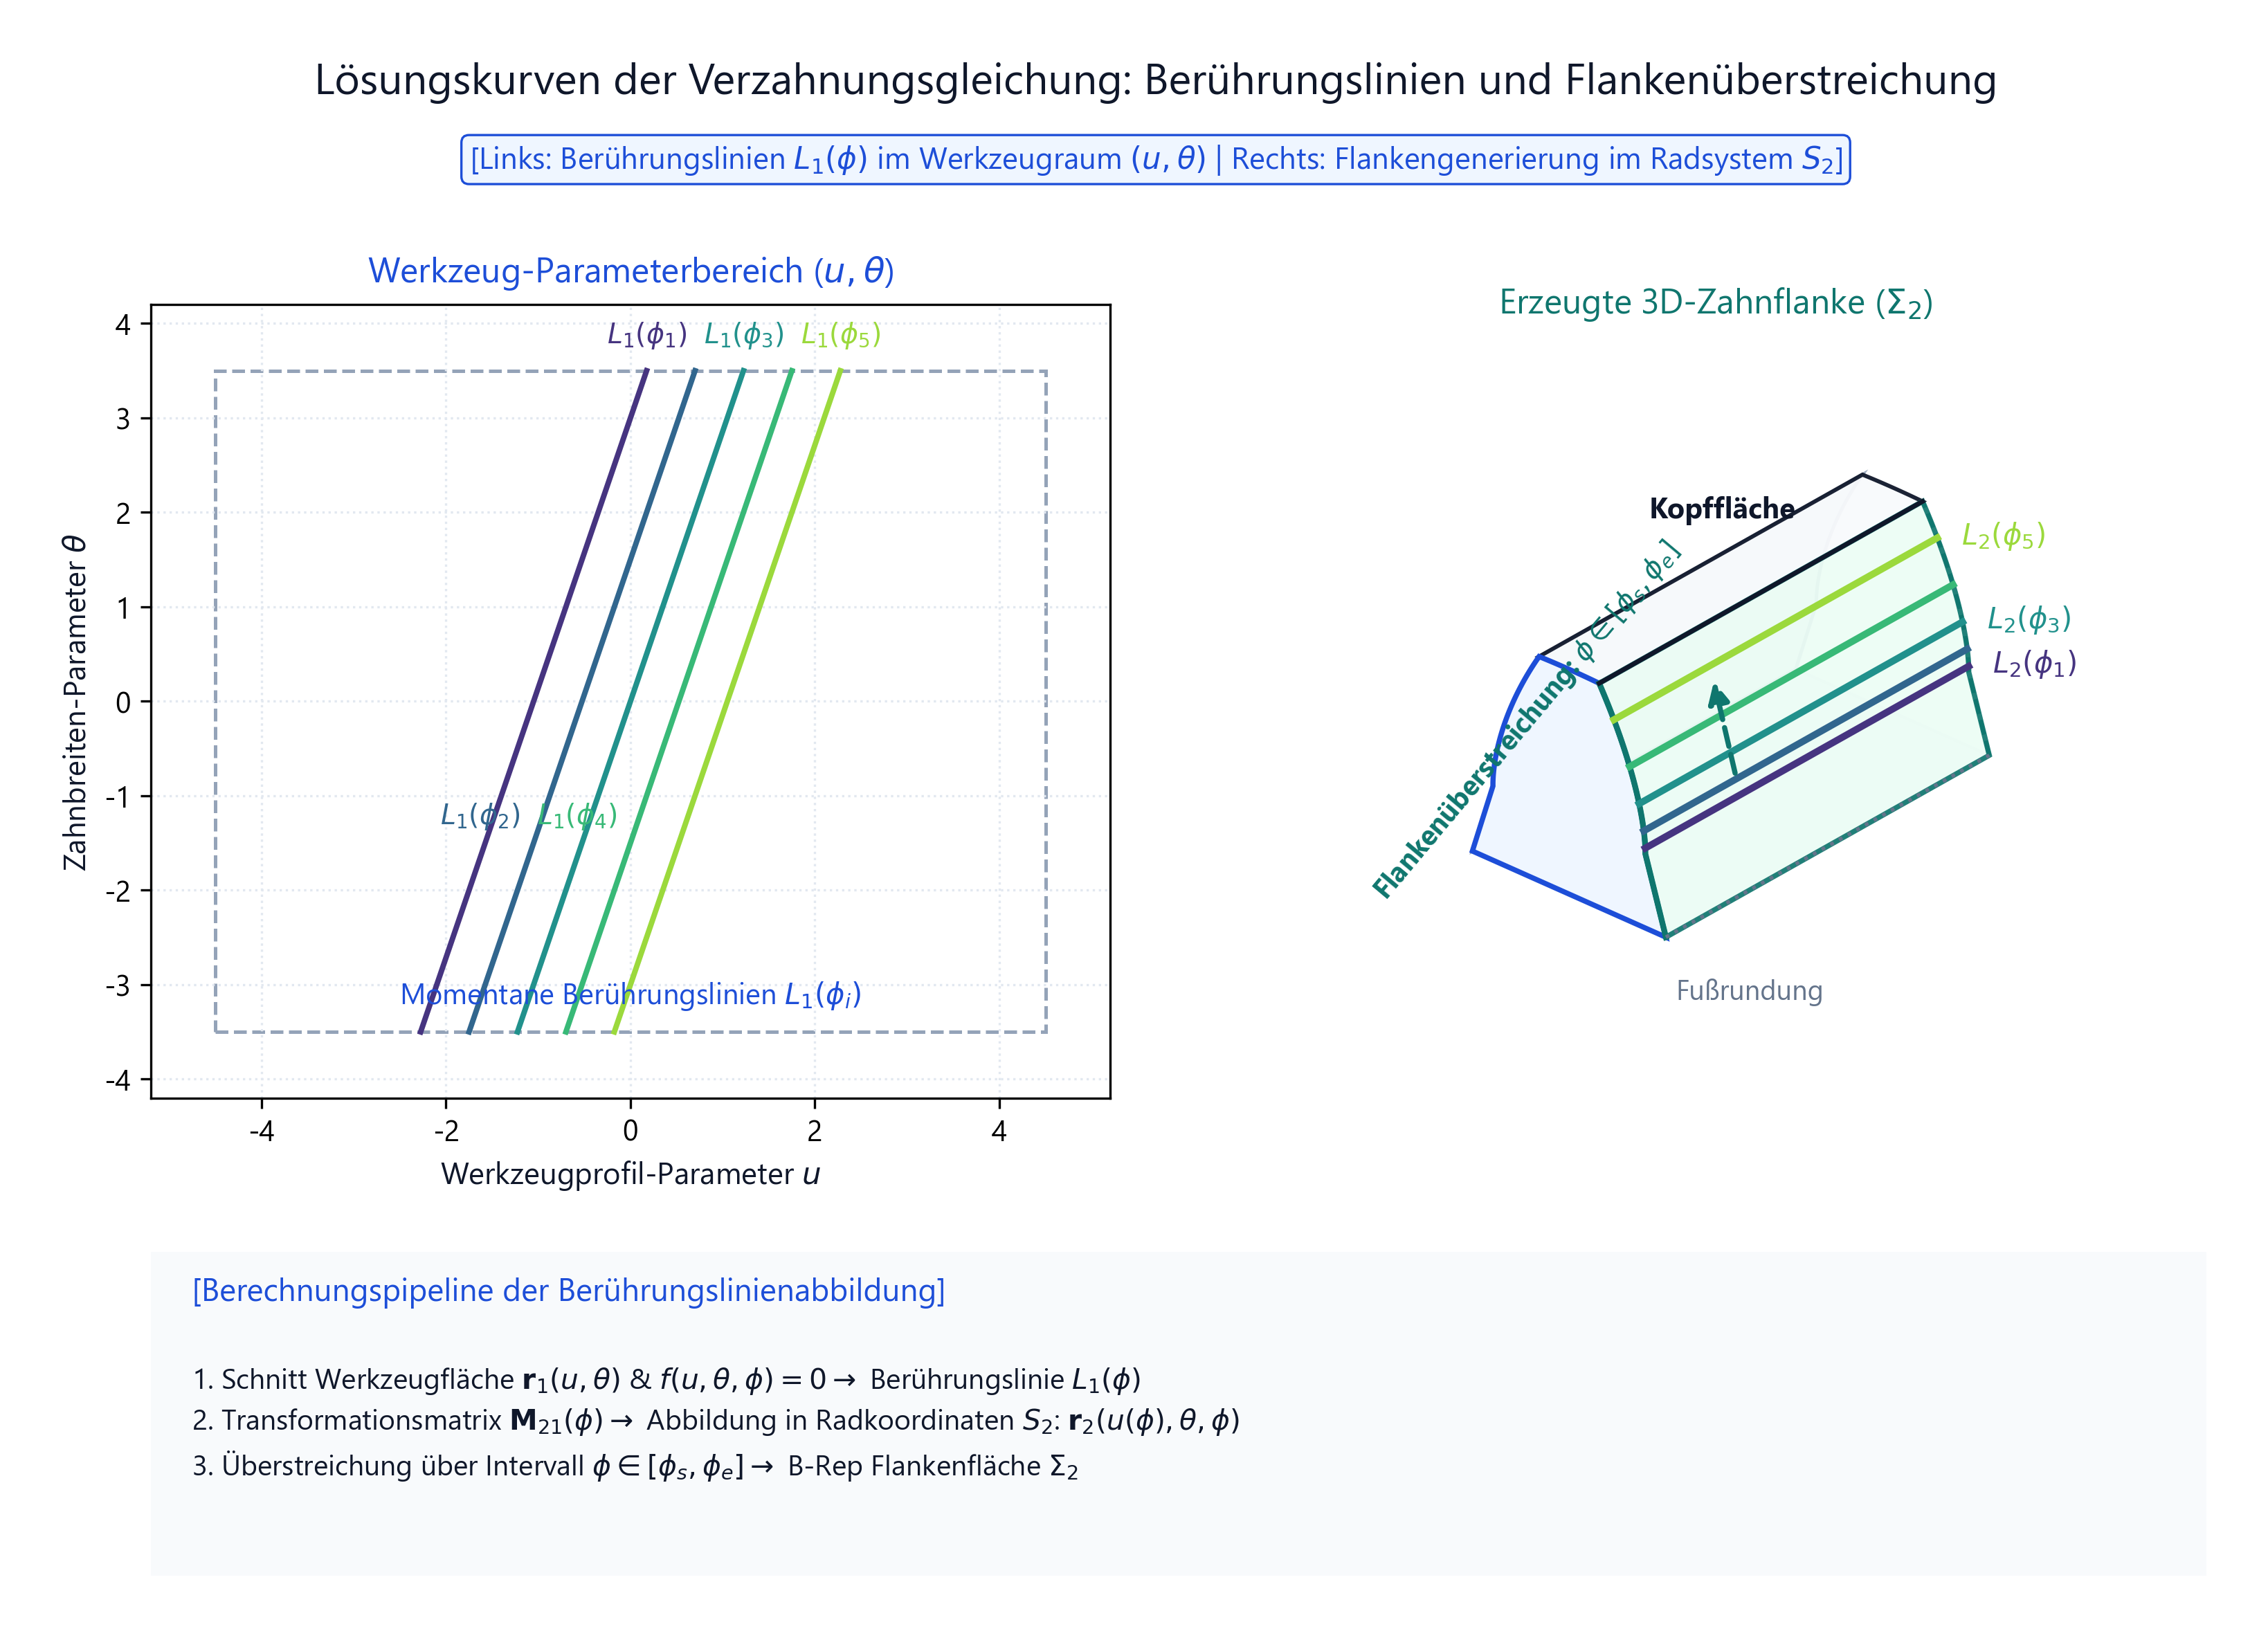 Lösungskurven der Verzahnungsgleichung: Berührungslinien und Flankenüberstreichung
[Links: Berührungslinien L₁(ϕ) im Werkzeugraum (u, θ) | Rechts: Flankengenerierung im Radsystem S₂]
Werkzeug-Parameterbereich (u, θ)
L₁(ϕ₁) L₁(ϕ₃) L₁(ϕ₅)
L₁(ϕ₂) L₁(ϕ₄)
Momentane Berührungslinien L₁(ϕᵢ)
4
3
2
1
0
-1
-2
-3
-4
Zahnbreiten-Parameter θ
-4 -2 0 2 4
Werkzeugprofil-Parameter u
Erzeugte 3D-Zahnflanke (Σ₂)
Kopffläche
L₂(ϕ₅)
L₂(ϕ₃)
L₂(ϕ₁)
Flankenüberstreichung: ϕ ∈ [ϕₛ, ϕₑ]
Fußrundung
[Berechnungspipeline der Berührungslinienabbildung]
1. Schnitt Werkzeugfläche r₁(u, θ) & f(u, θ, ϕ) = 0 → Berührungslinie L₁(ϕ)
2. Transformationsmatrix M₂₁(ϕ) → Abbildung in Radkoordinaten S₂: r₂(u(ϕ), θ, ϕ)
3. Überstreichung über Intervall ϕ ∈ [ϕₛ, ϕₑ] → B-Rep Flankenfläche Σ₂